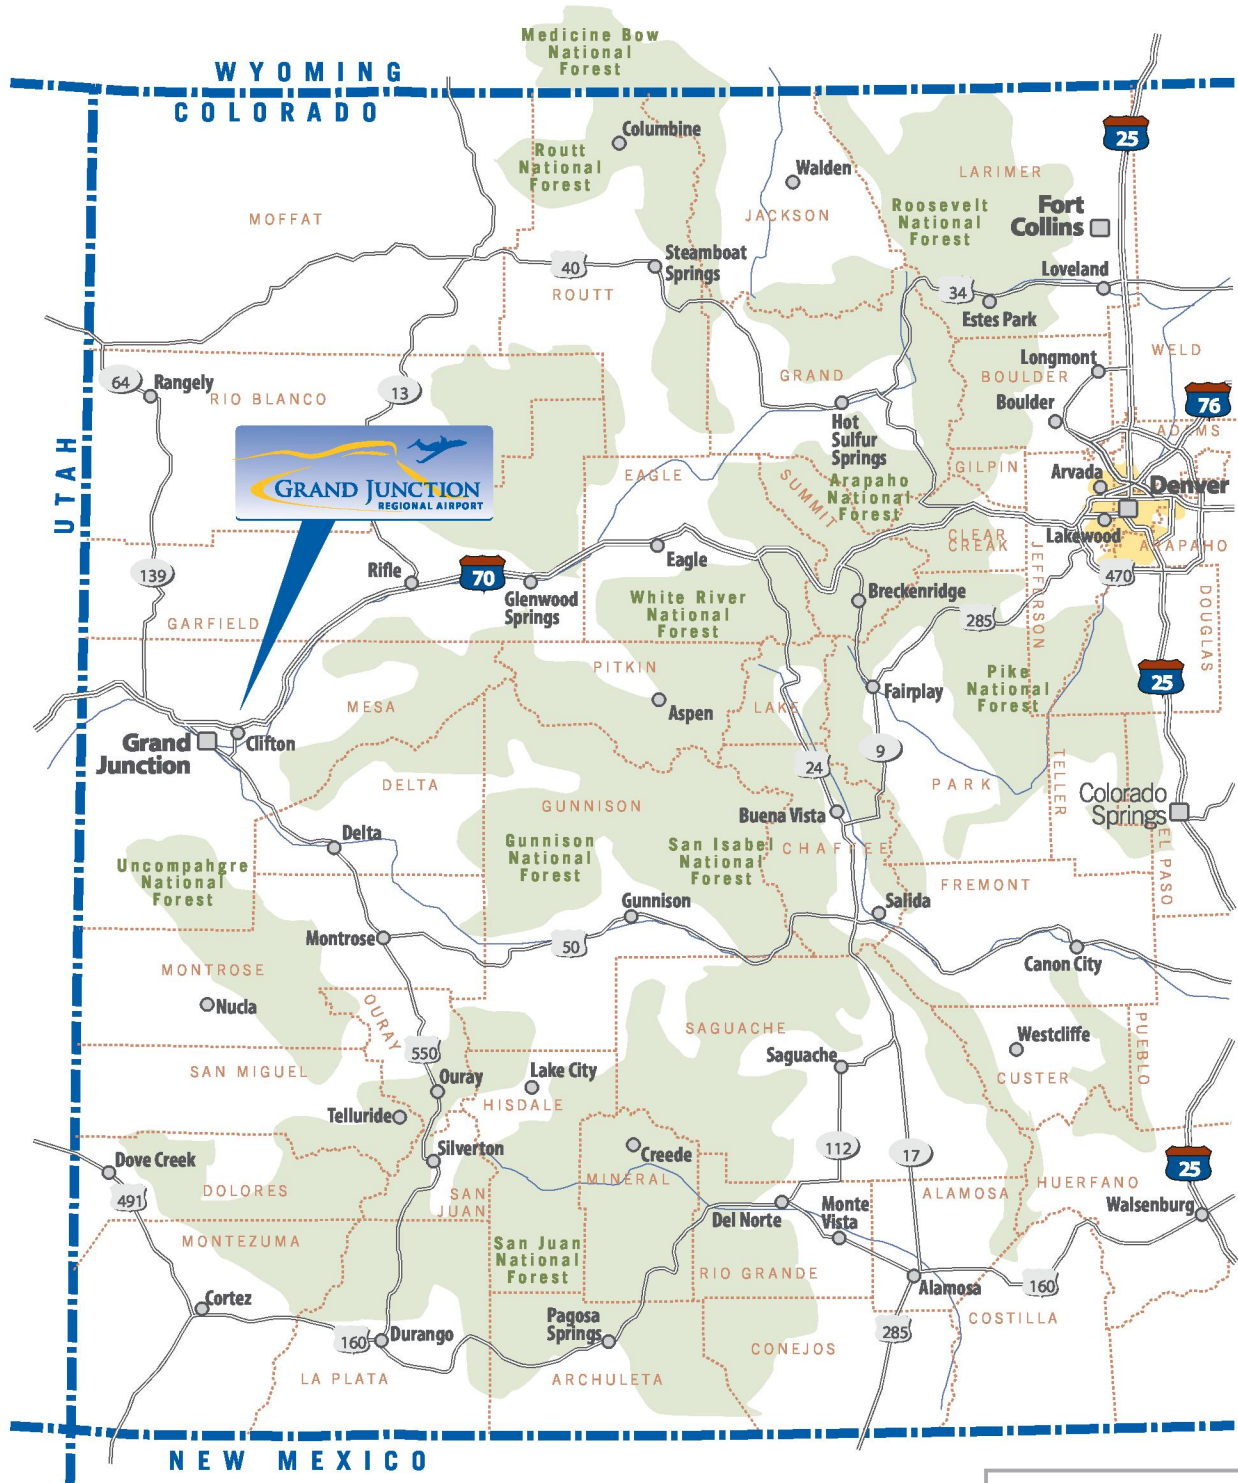 Medicine Bow
National
Forest
WYOMING
COLORADO
Columbine
25
Routt
National
Forest
Walden
LARIMER
MOFFAT
JACKSON
Roosevelt
National
Forest
Fort
Collins
Steamboat
Springs
40
ROUTT
Loveland
34
Estes Park
64
Rangely
RIO BLANCO
13
GRAND
Longmont
BOULDER
WELD
Boulder
76
ADAMS
Hot
Sulfur
Springs
UTAH
GRAND JUNCTION
REGIONAL AIRPORT
EAGLE
SUMMIT
Arapaho
National
Forest
GILPIN
Arvada
Denver
Lakewood
CLEAR
CREAK
ARAPAHO
JEFFERSON
139
Rifle
70
Glenwood
Springs
Eagle
White River
National
Forest
Breckenridge
285
470
DOUGLAS
GARFIELD
PITKIN
Pike
National
Forest
25
MESA
Aspen
LAKE
Fairplay
Grand
Junction
Clifton
9
24
DELTA
GUNNISON
PARK
TELLER
Colorado
Springs
Buena Vista
Delta
Gunnison
National
Forest
San Isabel
National
Forest
CHAFFEE
EL PASO
Uncompahgre
National
Forest
FREMONT
Gunnison
Salida
Montrose
50
Canon City
MONTROSE
Nucla
OURAY
SAGUACHE
PUEBLO
550
Westcliffe
SAN MIGUEL
Saguache
Ouray
Lake City
HISDALE
CUSTER
Telluride
Silverton
Creede
112
17
25
Dove Creek
491
DOLORES
SAN
JUAN
MINERAL
ALAMOSA
HUERFANO
Walsenburg
Del Norte
Monte
Vista
MONTEZUMA
San Juan
National
Forest
RIO GRANDE
Alamosa
160
Cortez
COSTILLA
160
Durango
Pagosa
Springs
285
CONEJOS
LA PLATA
ARCHULETA
NEW MEXICO